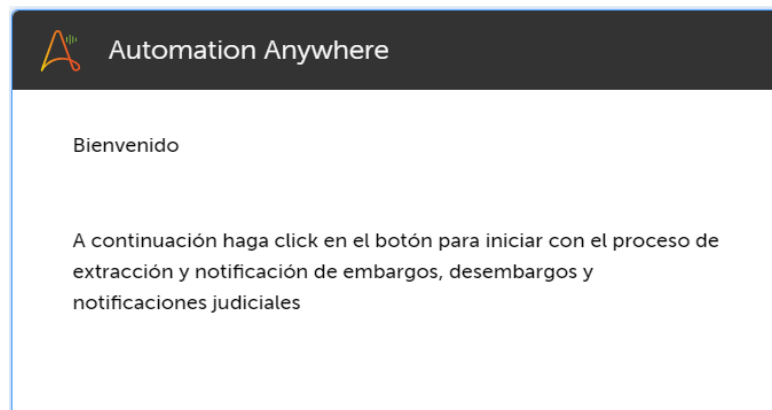 Automation Anywhere
Bienvenido
A continuación haga click en el botón para iniciar con el proceso de
extracción y notificación de embargos, desembargos y
notificaciones judiciales